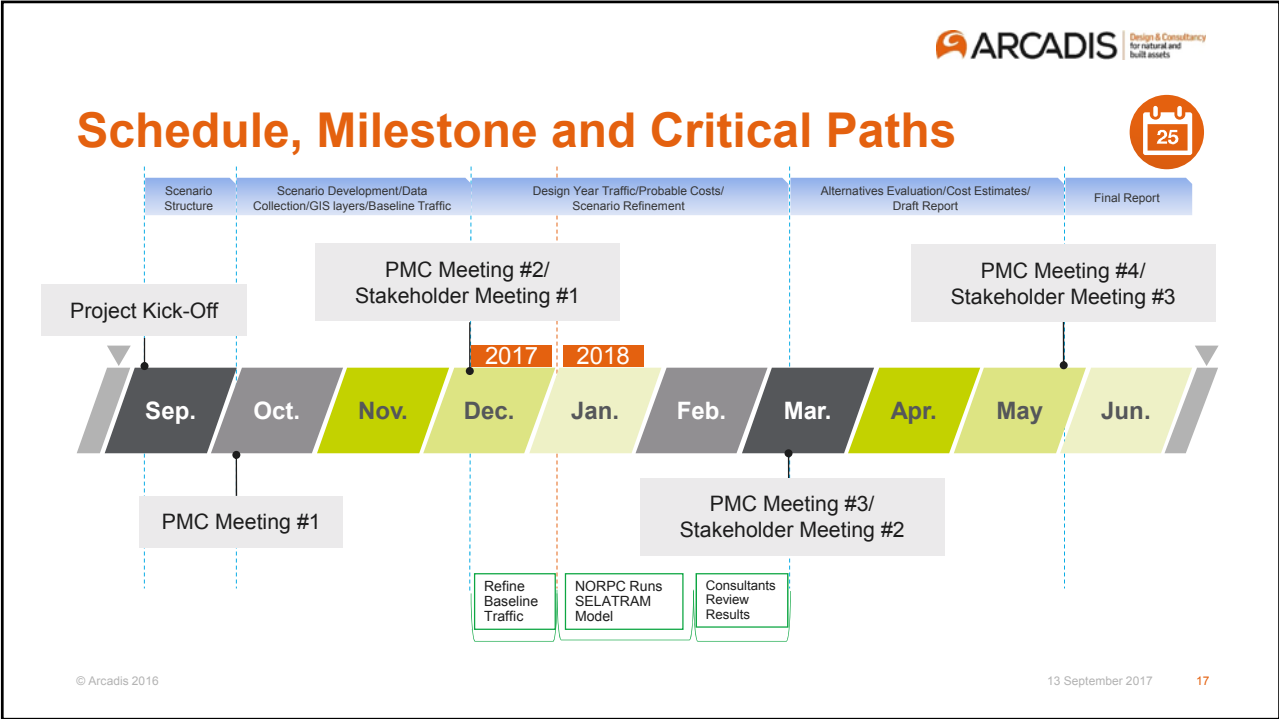 ARCADIS
Design & Consultancy
for natural and
built assets
Schedule, Milestone and Critical Paths
25
Scenario
Structure
Scenario Development/Data
Collection/GIS layers/Baseline Traffic
Design Year Traffic/Probable Costs/
Scenario Refinement
Alternatives Evaluation/Cost Estimates/
Draft Report
Final Report
Project Kick-Off
PMC Meeting #2/
Stakeholder Meeting #1
PMC Meeting #4/
Stakeholder Meeting #3
2017
2018
Sep.
Oct.
Nov.
Dec.
Jan.
Feb.
Mar.
Apr.
May
Jun.
PMC Meeting #1
PMC Meeting #3/
Stakeholder Meeting #2
Refine
Baseline
Traffic
NORPC Runs
SELATRAM
Model
Consultants
Review
Results
© Arcadis 2016
13 September 2017
17